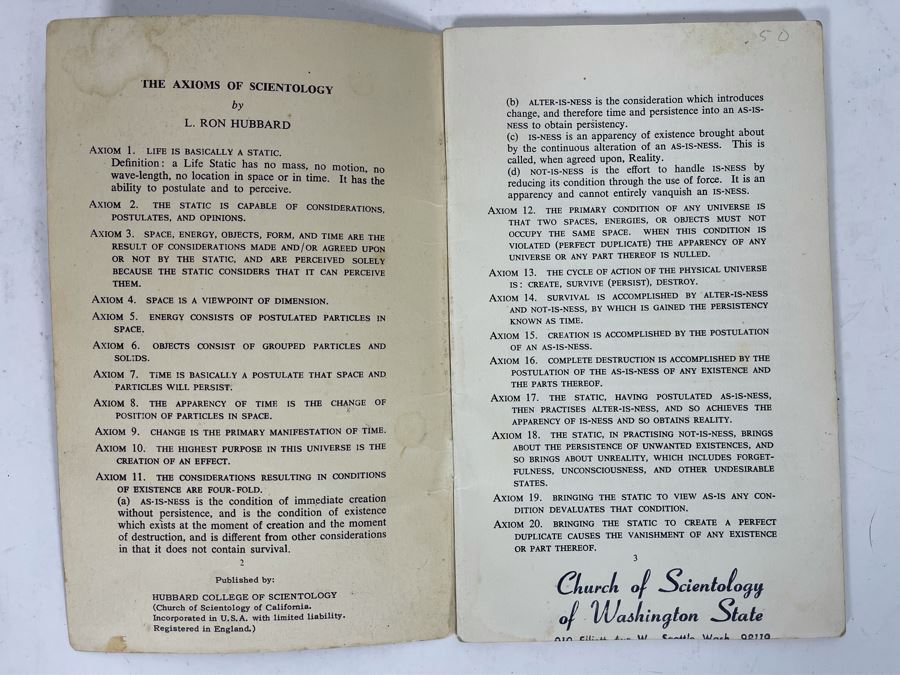 THE AXIOMS OF SCIENTOLOGY
by
L. RON HUBBARD
AXIOM 1. LIFE IS BASICALLY A STATIC.
Definition: a Life Static has no mass, no motion, no
wave-length, no location in space or in time. It has the
ability to postulate and to perceive.
AXIOM 2. THE STATIC IS CAPABLE OF CONSIDERATIONS,
POSTULATES, AND OPINIONS.
AXIOM 3. SPACE, ENERGY, OBJECTS, FORM, AND TIME ARE THE
RESULT OF CONSIDERATIONS MADE AND/OR AGREED UPON
OR NOT BY THE STATIC, AND ARE PERCEIVED SOLELY
BECAUSE THE STATIC CONSIDERS THAT IT CAN PERCEIVE
THEM.
AXIOM 4. SPACE IS A VIEWPOINT OF DIMENSION.
AXIOM 5. ENERGY CONSISTS OF POSTULATED PARTICLES IN
SPACE.
AXIOM 6. OBJECTS CONSIST OF GROUPED PARTICLES AND
SOLIDS.
AXIOM 7. TIME IS BASICALLY A POSTULATE THAT SPACE AND
PARTICLES WILL PERSIST.
AXIOM 8. THE APPARENCY OF TIME IS THE CHANGE OF
POSITION OF PARTICLES IN SPACE.
AXIOM 9. CHANGE IS THE PRIMARY MANIFESTATION OF TIME.
AXIOM 10. THE HIGHEST PURPOSE IN THIS UNIVERSE IS THE
CREATION OF AN EFFECT.
AXIOM 11. THE CONSIDERATIONS RESULTING IN CONDITIONS
OF EXISTENCE ARE FOUR-FOLD.
(a) AS-IS-NESS is the condition of immediate creation
without persistence, and is the condition of existence
which exists at the moment of creation and the moment
of destruction, and is different from other considerations
in that it does not contain survival.
2
Published by:
HUBBARD COLLEGE OF SCIENTOLOGY
(Church of Scientology of California.
Incorporated in U.S.A. with limited liability.
Registered in England.)
.50
(b) ALTER-IS-NESS is the consideration which introduces
change, and therefore time and persistence into an AS-IS-
NESS to obtain persistency.
(c) IS-NESS is an apparency of existence brought about
by the continuous alteration of an AS-IS-NESS. This is
called, when agreed upon, Reality.
(d) NOT-IS-NESS is the effort to handle IS-NESS by
reducing its condition through the use of force. It is an
apparency and cannot entirely vanquish an IS-NESS.
AXIOM 12. THE PRIMARY CONDITION OF ANY UNIVERSE IS
THAT TWO SPACES, ENERGIES, OR OBJECTS MUST NOT
OCCUPY THE SAME SPACE. WHEN THIS CONDITION IS
VIOLATED (PERFECT DUPLICATE) THE APPARENCY OF ANY
UNIVERSE OR ANY PART THEREOF IS NULLED.
AXIOM 13. THE CYCLE OF ACTION OF THE PHYSICAL UNIVERSE
IS: CREATE, SURVIVE (PERSIST), DESTROY.
AXIOM 14. SURVIVAL IS ACCOMPLISHED BY ALTER-IS-NESS
AND NOT-IS-NESS, BY WHICH IS GAINED THE PERSISTENCY
KNOWN AS TIME.
AXIOM 15. CREATION IS ACCOMPLISHED BY THE POSTULATION
OF AN AS-IS-NESS.
AXIOM 16. COMPLETE DESTRUCTION IS ACCOMPLISHED BY THE
POSTULATION OF THE AS-IS-NESS OF ANY EXISTENCE AND
THE PARTS THEREOF.
AXIOM 17. THE STATIC, HAVING POSTULATED AS-IS-NESS,
THEN PRACTISES ALTER-IS-NESS, AND SO ACHIEVES THE
APPARENCY OF IS-NESS AND SO OBTAINS REALITY.
AXIOM 18. THE STATIC, IN PRACTISING NOT-IS-NESS, BRINGS
ABOUT THE PERSISTENCE OF UNWANTED EXISTENCES, AND
SO BRINGS ABOUT UNREALITY, WHICH INCLUDES FORGET-
FULNESS, UNCONSCIOUSNESS, AND OTHER UNDESIRABLE
STATES.
AXIOM 19. BRINGING THE STATIC TO VIEW AS-IS ANY CON-
DITION DEVALUATES THAT CONDITION.
AXIOM 20. BRINGING THE STATIC TO CREATE A PERFECT
DUPLICATE CAUSES THE VANISHMENT OF ANY EXISTENCE
OR PART THEREOF.
3
Church of Scientology
of Washington State
Seattle, Wash. 98119